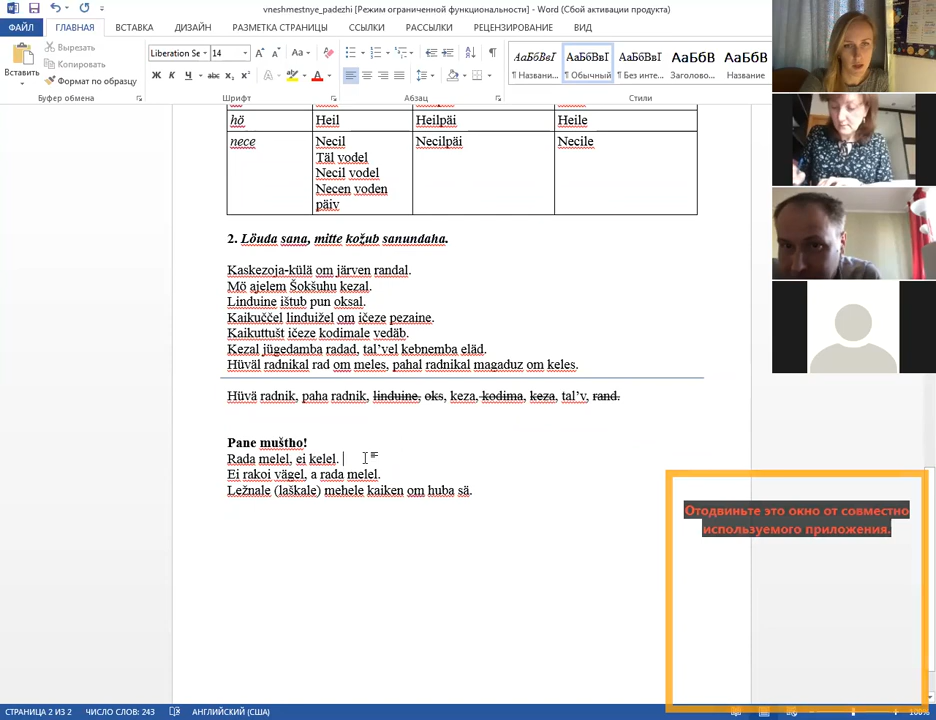 vneshmestnye_padezhi [Режим ограниченной функциональности] - Word (Сбой активации продукта)
ФАЙЛ ГЛАВНАЯ ВСТАВКА ДИЗАЙН РАЗМЕТКА СТРАНИЦЫ ССЫЛКИ РАССЫЛКИ РЕЦЕНЗИРОВАНИЕ ВИД
Вставить
Вырезать
Копировать
Формат по образцу
Буфер обмена
Liberation Se 14
Ж К Ч abc x₂ x²
Шрифт
Абзац
АаБбВвІ АаБбВвГг АаБбВвГг АаБбВ АаБбВ
¶ Названи... ¶ Обычный ¶ Без инте... Заголово... Название
Стили
hö Heil Heilpäi Heile
nece Necil Necilpäi Necile
Täl vodel
Necil vodel
Necen voden
päiv
2. Löuda sana, mitte kožub sanundaha.
Kaskezoja-külä om järven randal.
Mö ajelem Šokšuhu kezal.
Linduine ištub pun oksal.
Kaikuččel linduižel om ičeze pezaine.
Kaikuttušt ičeze kodimale vedäb.
Kezal jügedamba radad, tal’vel kebnemba eläd.
Hüväl radnikal rad om meles, pahal radnikal magaduz om keles.
Hüvä radnik, paha radnik, linduine, oks, keza, kodima, keza, tal’v, rand.
Pane muštho!
Rada melel, ei kelel.
Ei rakoi vägel, a rada melel.
Ležnale (laškale) mehele kaiken om huba sä.
Отодвиньте это окно от совместно
используемого приложения.
СТРАНИЦА 2 ИЗ 2 ЧИСЛО СЛОВ: 243 АНГЛИЙСКИЙ (США)